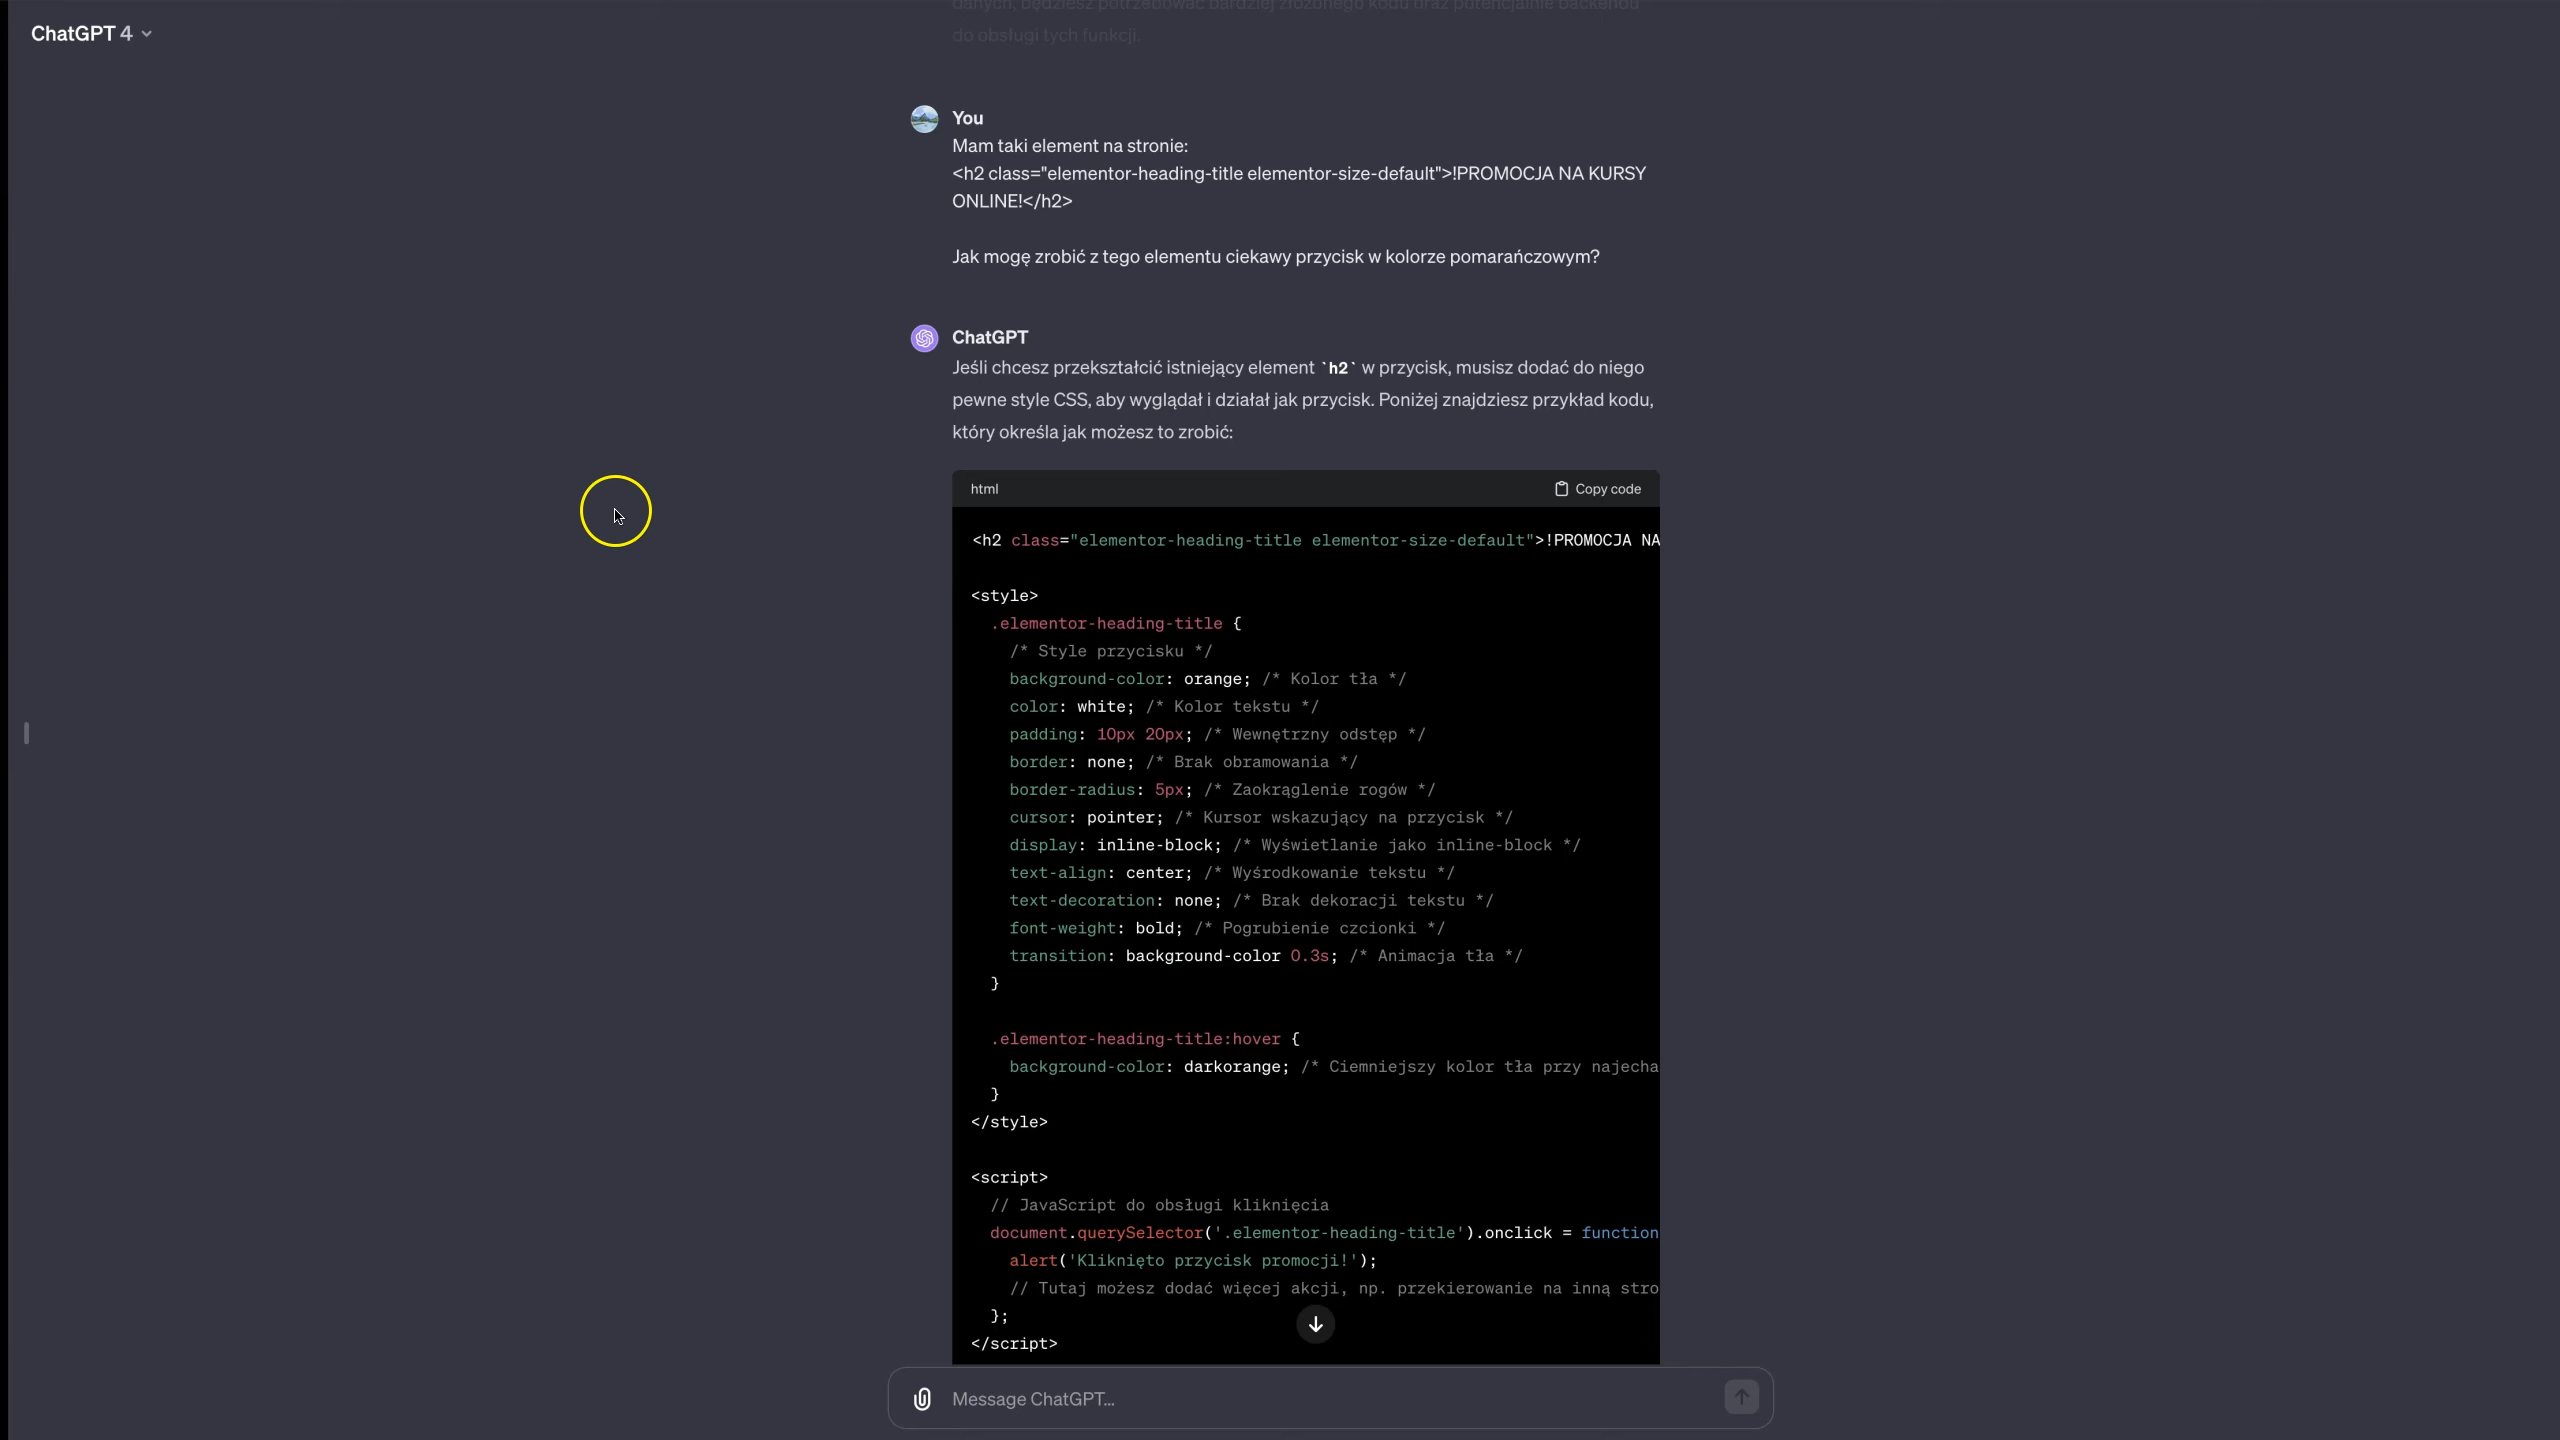 danych, będziesz potrzebować bardziej złożonego kodu oraz potencjalnie backendu
do obsługi tych funkcji.
ChatGPT 4
You
Mam taki element na stronie:
<h2 class="elementor-heading-title elementor-size-default">!PROMOCJA NA KURSY
ONLINE!</h2>
Jak mogę zrobić z tego elementu ciekawy przycisk w kolorze pomarańczowym?
ChatGPT
Jeśli chcesz przekształcić istniejący element `h2` w przycisk, musisz dodać do niego
pewne style CSS, aby wyglądał i działał jak przycisk. Poniżej znajdziesz przykład kodu,
który określa jak możesz to zrobić:
html Copy code
<h2 class="elementor-heading-title elementor-size-default">!PROMOCJA NA
<style>
.elementor-heading-title {
/* Style przycisku */
background-color: orange; /* Kolor tła */
color: white; /* Kolor tekstu */
padding: 10px 20px; /* Wewnętrzny odstęp */
border: none; /* Brak obramowania */
border-radius: 5px; /* Zaokrąglenie rogów */
cursor: pointer; /* Kursor wskazujący na przycisk */
display: inline-block; /* Wyświetlanie jako inline-block */
text-align: center; /* Wyśrodkowanie tekstu */
text-decoration: none; /* Brak dekoracji tekstu */
font-weight: bold; /* Pogrubienie czcionki */
transition: background-color 0.3s; /* Animacja tła */
}
.elementor-heading-title:hover {
background-color: darkorange; /* Ciemniejszy kolor tła przy najecha
}
</style>
<script>
// JavaScript do obsługi kliknięcia
document.querySelector('.elementor-heading-title').onclick = function
alert('Kliknięto przycisk promocji!');
// Tutaj możesz dodać więcej akcji, np. przekierowanie na inną stro
};
</script>
Message ChatGPT...